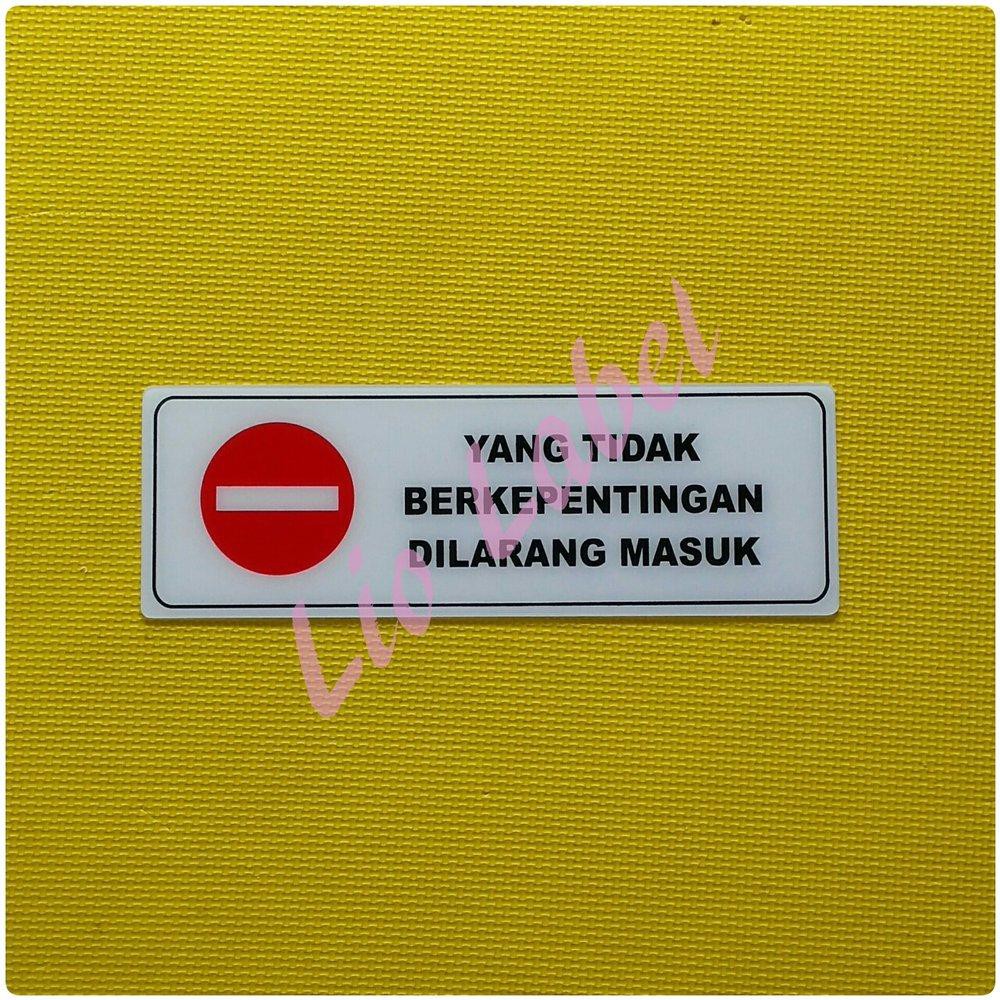 YANG TIDAK
BERKEPENTINGAN
DILARANG MASUK
Lio Label